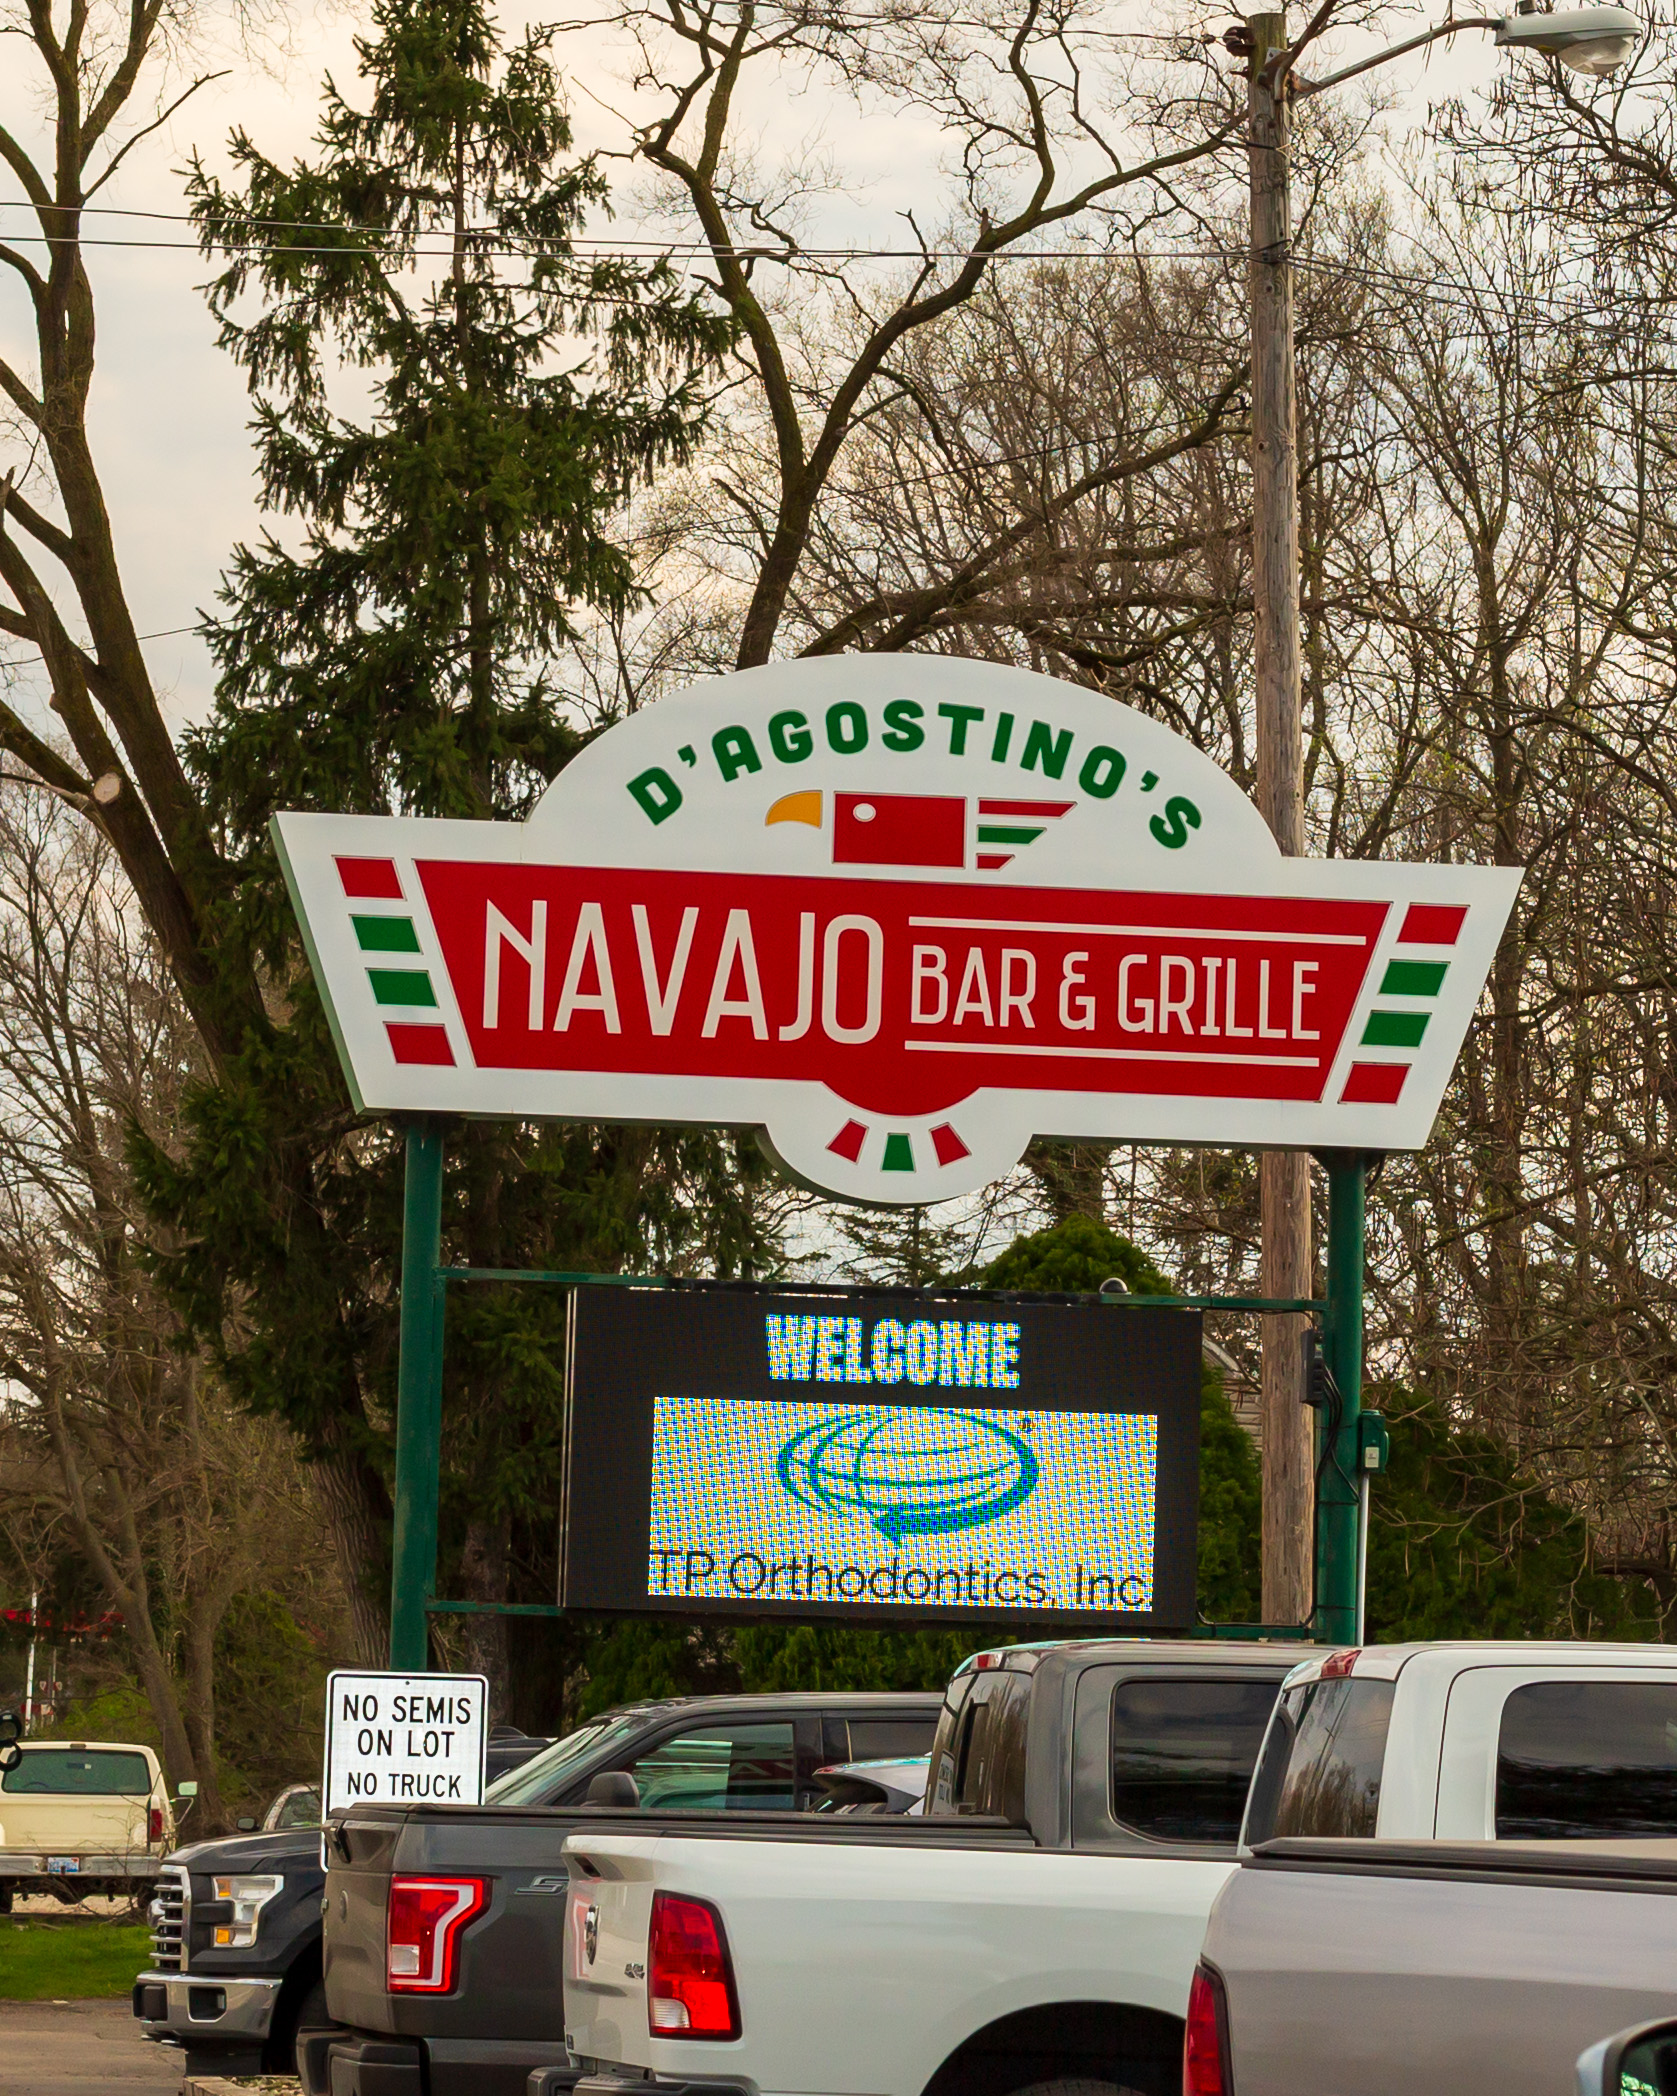 D'AGOSTINO'S
NAVAJO BAR & GRILLE
WELCOME
TP Orthodontics, Inc
NO SEMIS
ON LOT
NO TRUCK